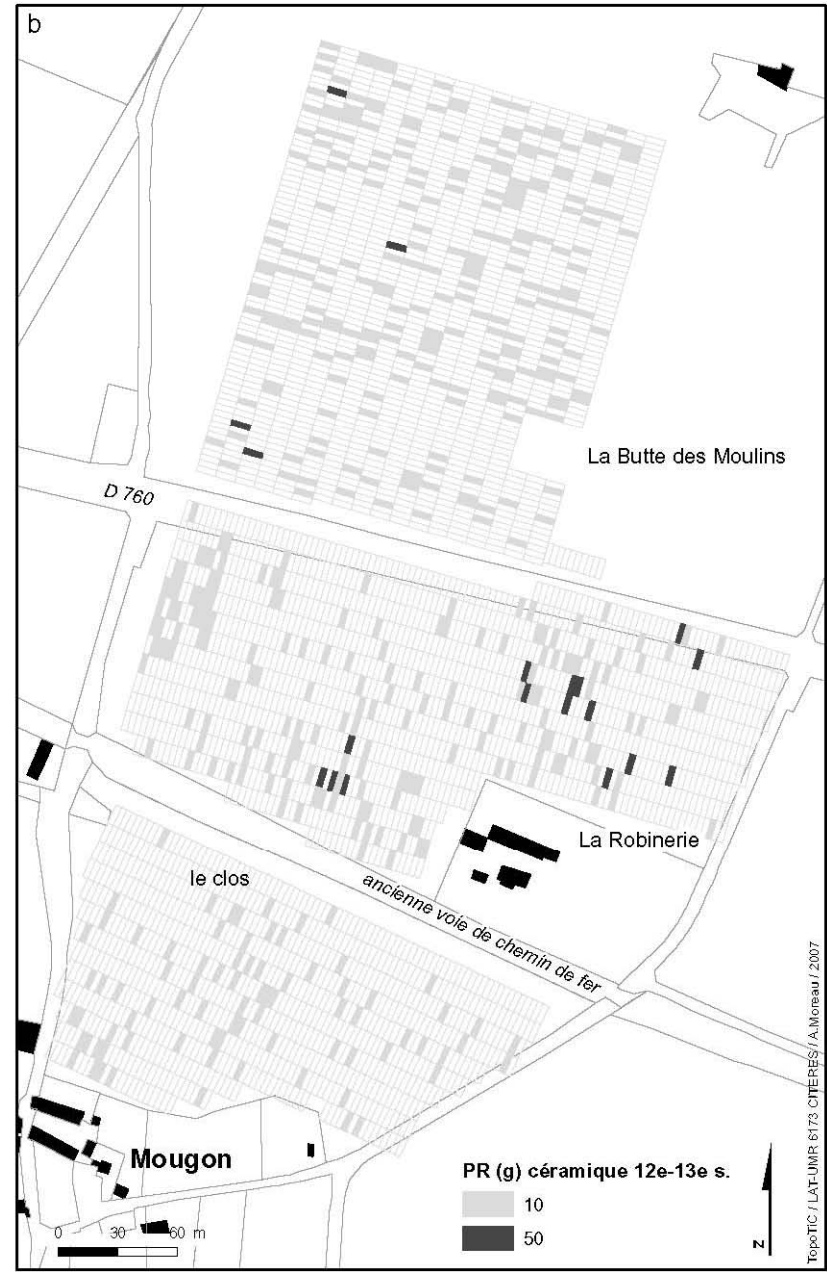 b
La Butte des Moulins
D 760
La Robinerie
le clos
ancienne voie de chemin de fer
Mougon
0 30 60 m
PR (g) céramique 12e-13e s.
10
50
N
TopoTiC / LAT-UMR 6173 CITERES / A.Moreau / 2007